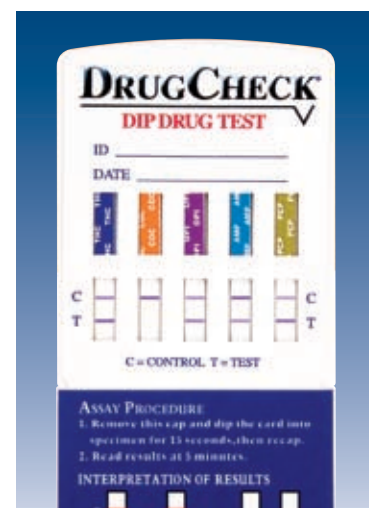 DRUGCHECK
DIP DRUG TEST
ID
DATE
THC COC OPI AMP PCP
C C
T T
C = CONTROL T = TEST
ASSAY PROCEDURE
1. Remove this cap and dip the card into
specimen for 15 seconds, then recap.
2. Read results at 5 minutes.
INTERPRETATION OF RESULTS